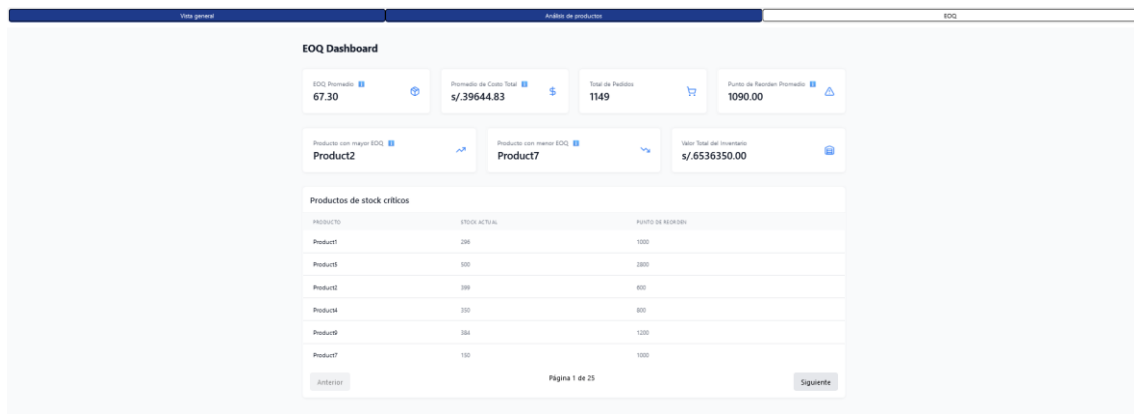 Vista general
Análisis de productos
EOQ
EOQ Dashboard
EOQ Promedio
67.30
Promedio de Costo Total
s/.39644.83
Total de Pedidos
1149
Punto de Reorden Promedio
1090.00
Producto con mayor EOQ
Product2
Producto con menor EOQ
Product7
Valor Total del Inventario
s/.6536350.00
Productos de stock críticos
PRODUCTO STOCK ACTUAL PUNTO DE REORDEN
Product1 296 1000
Product5 500 2800
Product2 399 800
Product4 350 800
Product9 384 1200
Product7 150 1000
Anterior Página 1 de 25 Siguiente